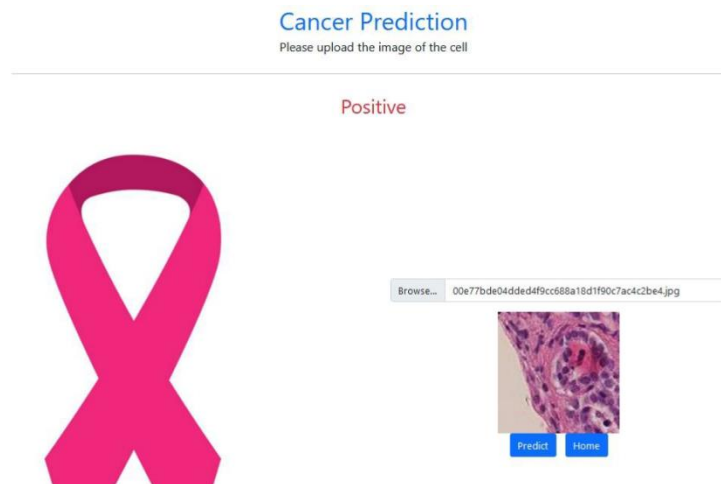 Cancer Prediction
Please upload the image of the cell
Positive
Browse... 00e77bde04dded4f9cc688a18d1f90c7ac4c2be4.jpg
Predict Home